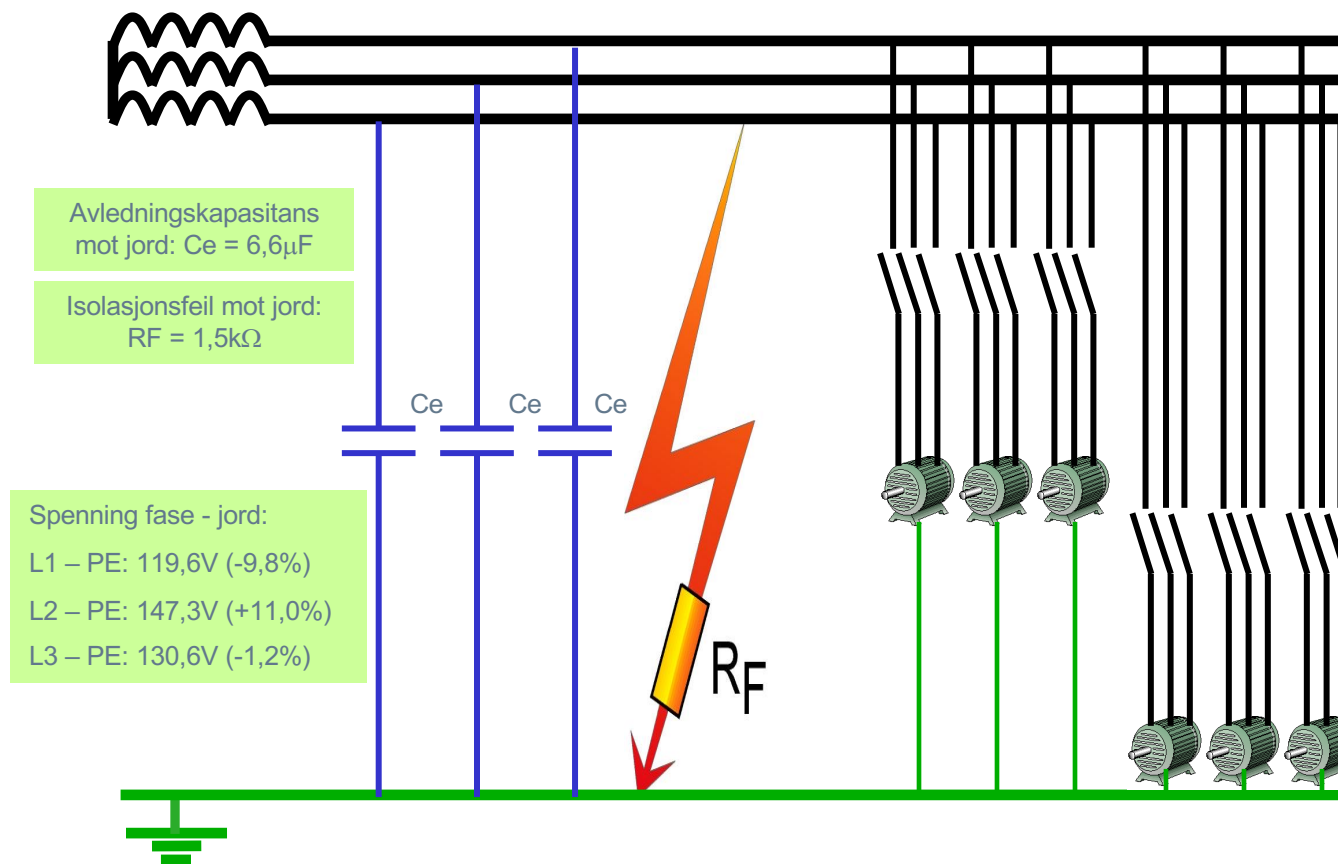 Avledningskapasitans
mot jord: Ce = 6,6μF
Isolasjonsfeil mot jord:
RF = 1,5kΩ
Ce
Ce
Ce
Spenning fase - jord:
L1 – PE: 119,6V (-9,8%)
L2 – PE: 147,3V (+11,0%)
L3 – PE: 130,6V (-1,2%)
RF